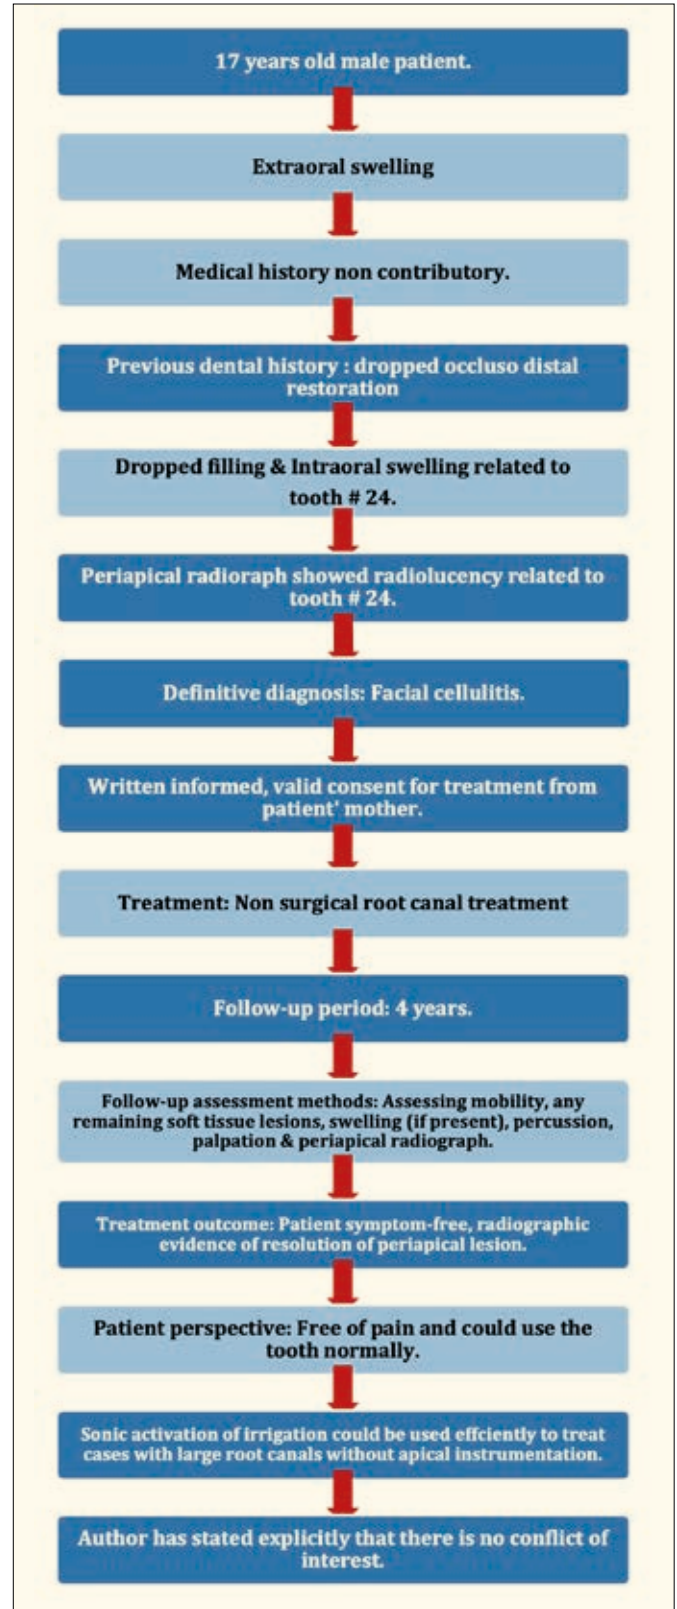 17 years old male patient.
Extraoral swelling
Medical history non contributory.
Previous dental history : dropped occluso distal
restoration
Dropped filling & Intraoral swelling related to
tooth # 24.
Periapical radioraph showed radiolucency related to
tooth # 24.
Definitive diagnosis: Facial cellulitis.
Written informed, valid consent for treatment from
patient' mother.
Treatment: Non surgical root canal treatment
Follow-up period: 4 years.
Follow-up assessment methods: Assessing mobility, any
remaining soft tissue lesions, swelling (if present), percussion,
palpation & periapical radiograph.
Treatment outcome: Patient symptom-free, radiographic
evidence of resolution of periapical lesion.
Patient perspective: Free of pain and could use the
tooth normally.
Sonic activation of irrigation could be used effciently to treat
cases with large root canals without apical instrumentation.
Author has stated explicitly that there is no conflict of
interest.